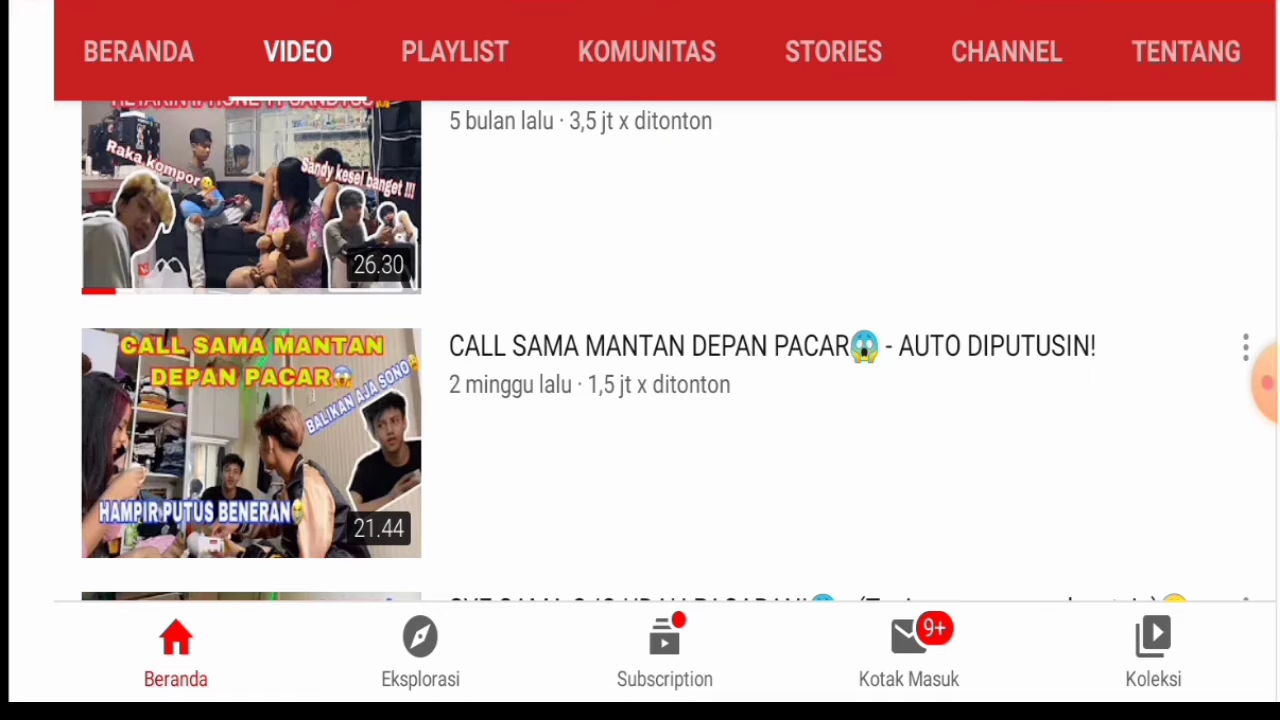 BERANDA VIDEO PLAYLIST KOMUNITAS STORIES CHANNEL TENTANG
5 bulan lalu · 3,5 jt x ditonton
Raka kompor
Sandy kesel banget !!!
26.30
CALL SAMA MANTAN DEPAN PACAR😱 - AUTO DIPUTUSIN!
2 minggu lalu · 1,5 jt x ditonton
CALL SAMA MANTAN
DEPAN PACAR😱
BALIKAN AJA SONO
HAMPIR PUTUS BENERAN😭
21.44
9+
Beranda Eksplorasi Subscription Kotak Masuk Koleksi